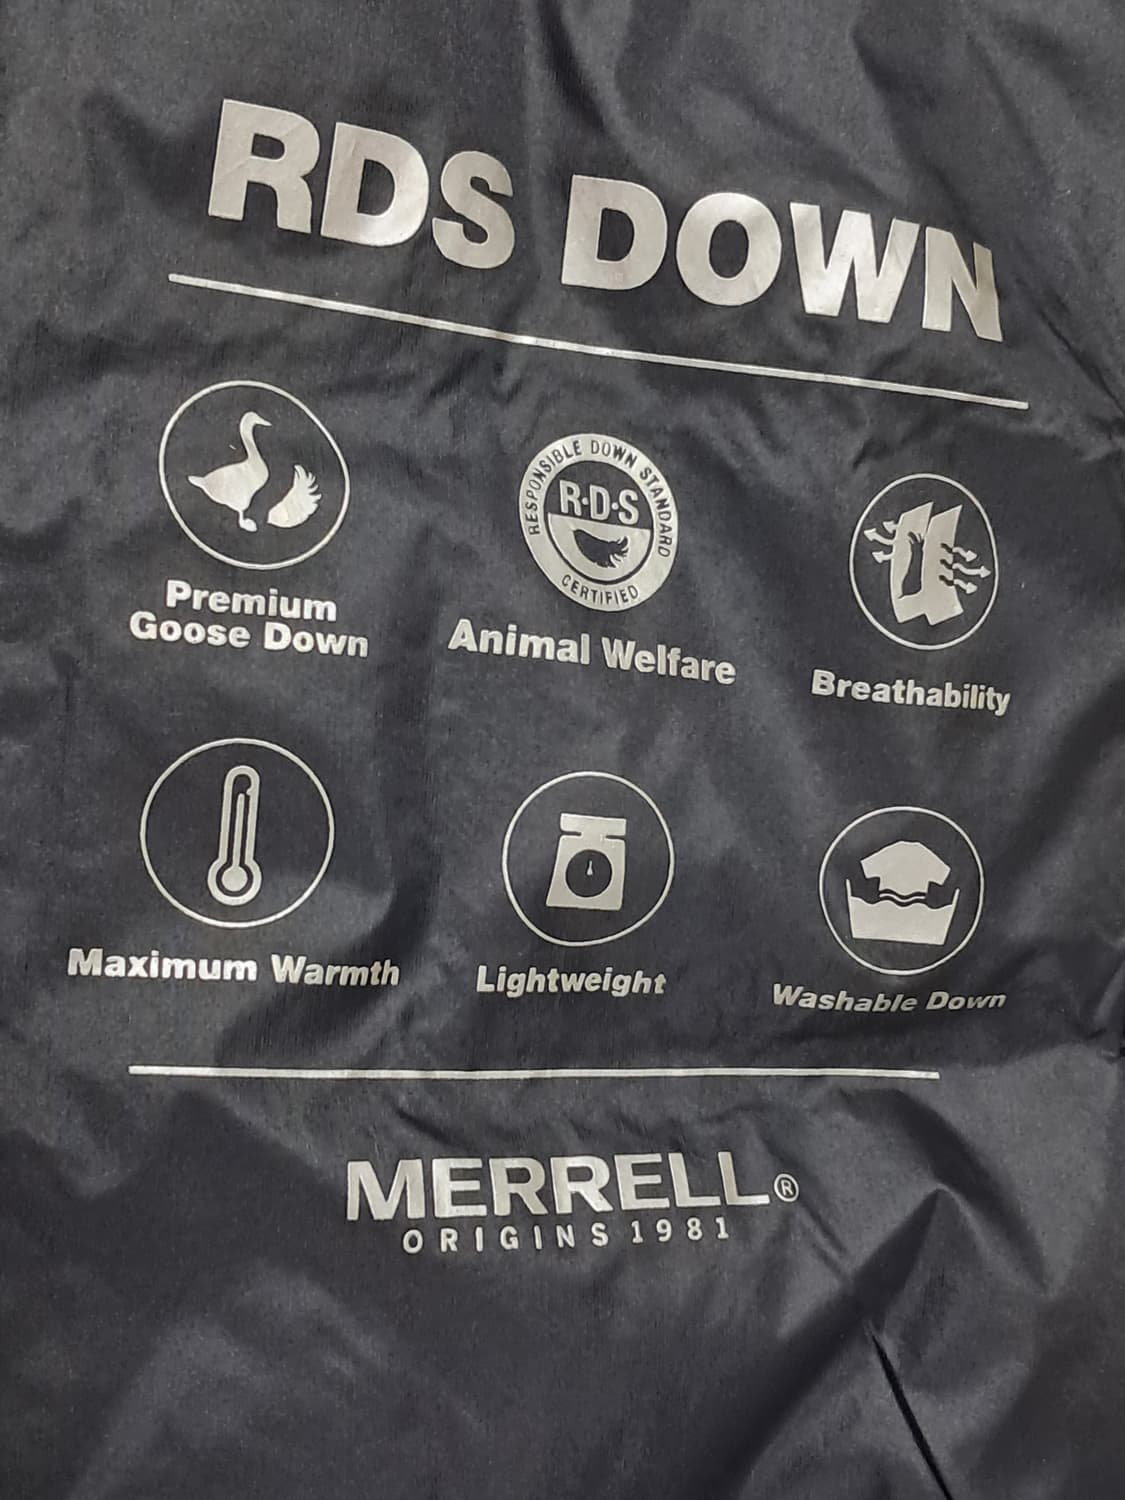 RDS DOWN
RESPONSIBLE DOWN STANDARD
R·D·S
CERTIFIED
Premium
Goose Down
Animal Welfare
Breathability
Maximum Warmth
Lightweight
Washable Down
MERRELL®
ORIGINS 1981